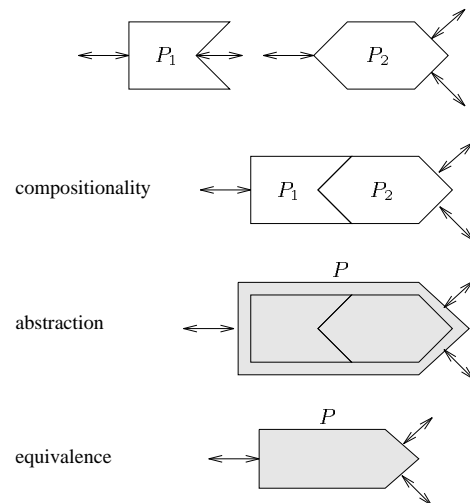 P1 P2
compositionality P1 P2
P
abstraction
P
equivalence